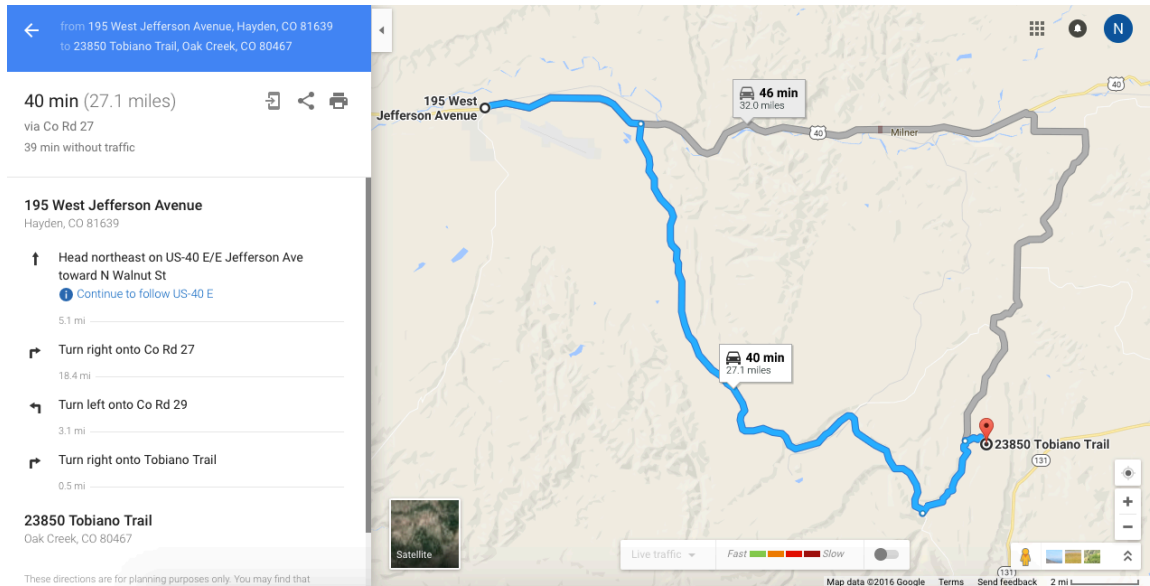 from 195 West Jefferson Avenue, Hayden, CO 81639
to 23850 Tobiano Trail, Oak Creek, CO 80467
40 min (27.1 miles)
via Co Rd 27
39 min without traffic
195 West Jefferson Avenue
Hayden, CO 81639
Head northeast on US-40 E/E Jefferson Ave
toward N Walnut St
Continue to follow US-40 E
5.1 mi
Turn right onto Co Rd 27
18.4 mi
Turn left onto Co Rd 29
3.1 mi
Turn right onto Tobiano Trail
0.5 mi
23850 Tobiano Trail
Oak Creek, CO 80467
These directions are for planning purposes only. You may find that
N
195 West
Jefferson Avenue
46 min
32.0 miles
40
40
Milner
40 min
27.1 miles
23850 Tobiano Trail
131
Satellite
Live traffic
Fast
Slow
131
Map data ©2016 Google
Terms
Send feedback
2 mi